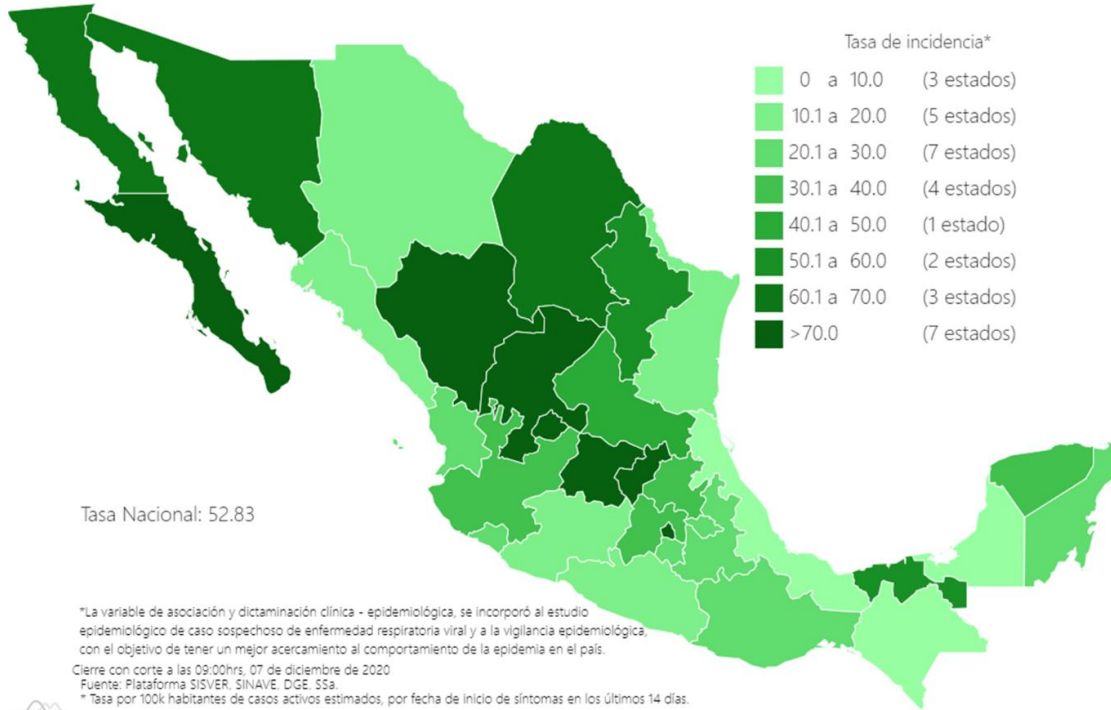 Tasa de incidencia*
0 a 10.0 (3 estados)
10.1 a 20.0 (5 estados)
20.1 a 30.0 (7 estados)
30.1 a 40.0 (4 estados)
40.1 a 50.0 (1 estado)
50.1 a 60.0 (2 estados)
60.1 a 70.0 (3 estados)
>70.0 (7 estados)
Tasa Nacional: 52.83
*La variable de asociación y dictaminación clínica - epidemiológica, se incorporó al estudio
epidemiológico de caso sospechoso de enfermedad respiratoria viral y a la vigilancia epidemiológica,
con el objetivo de tener un mejor acercamiento al comportamiento de la epidemia en el país.
Cierre con corte a las 09:00hrs, 07 de diciembre de 2020
Fuente: Plataforma SISVER, SINAVE, DGE, SSa.
* Tasa por 100k habitantes de casos activos estimados, por fecha de inicio de síntomas en los últimos 14 días.